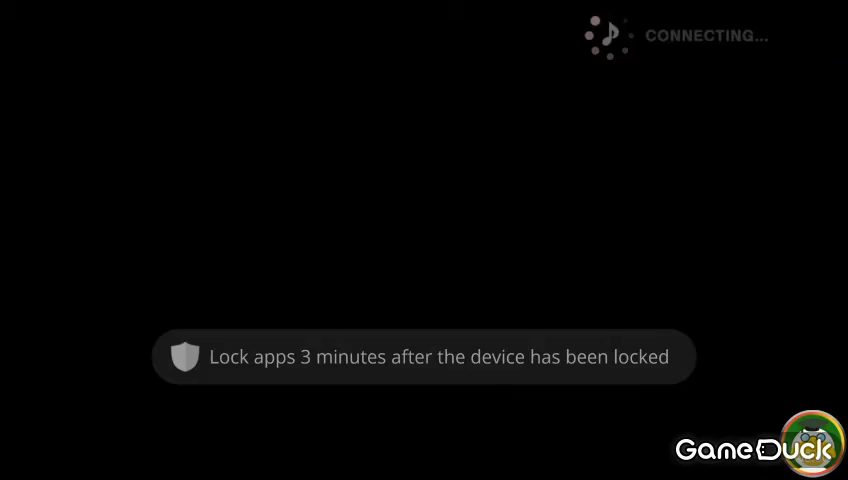 CONNECTING...
Lock apps 3 minutes after the device has been locked
GameDuck